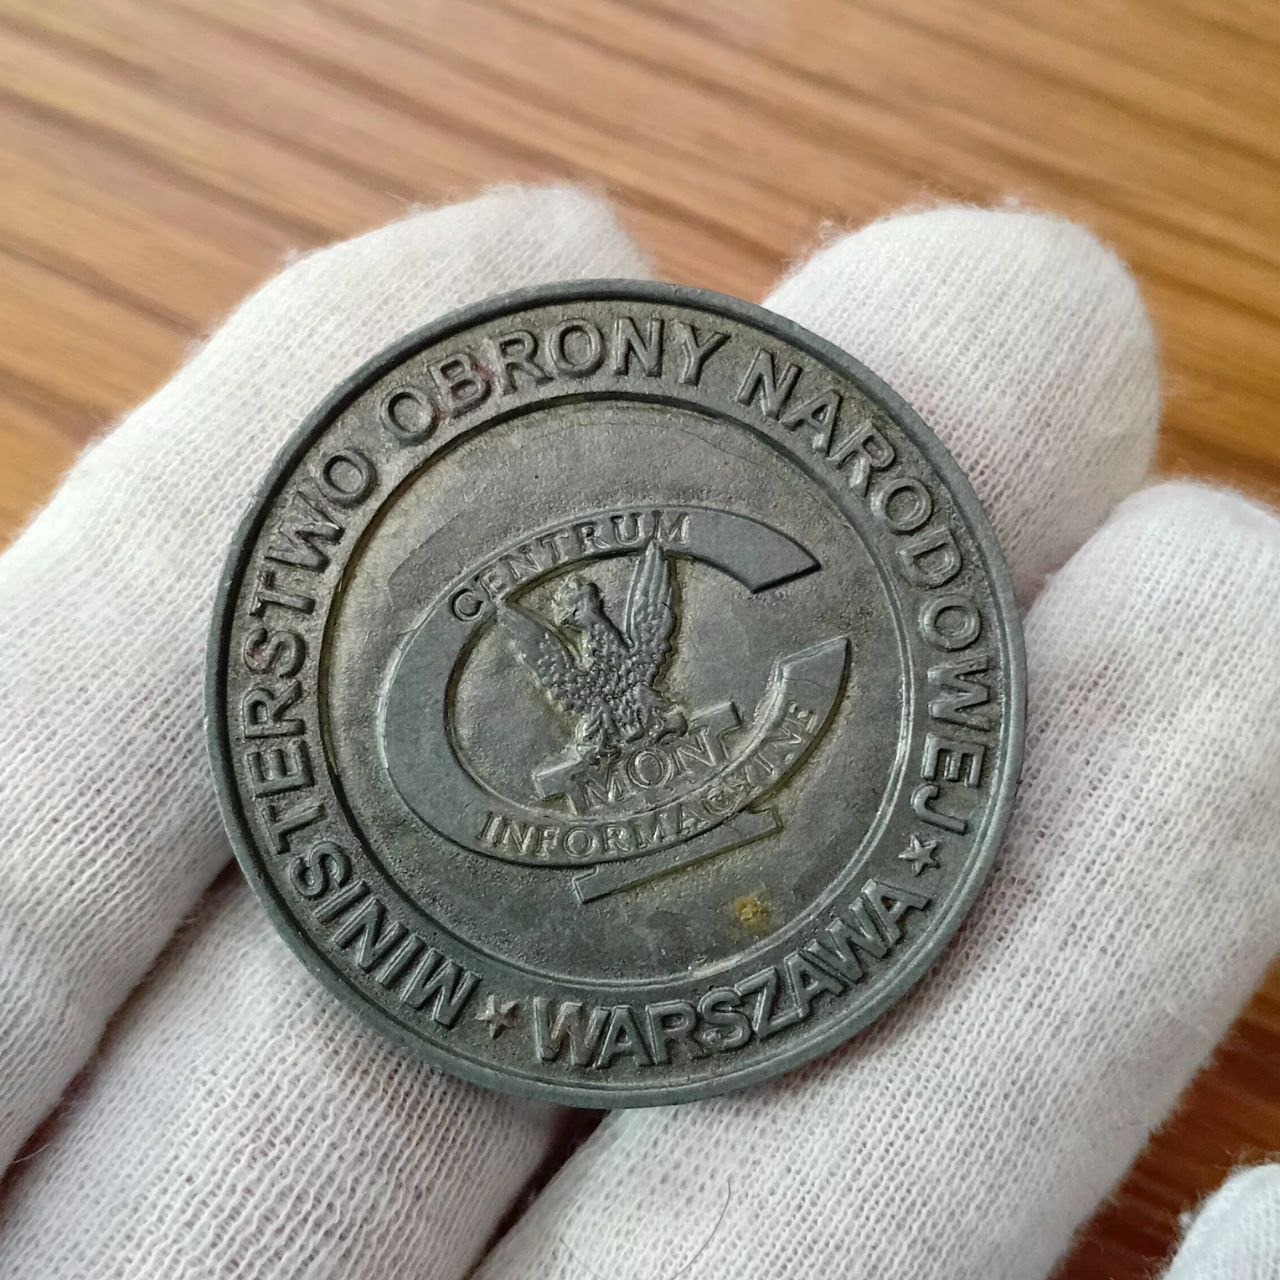 MINISTERSTWO OBRONY NARODOWEJ
★ WARSZAWA ★
CENTRUM
MON
INFORMACYJNE